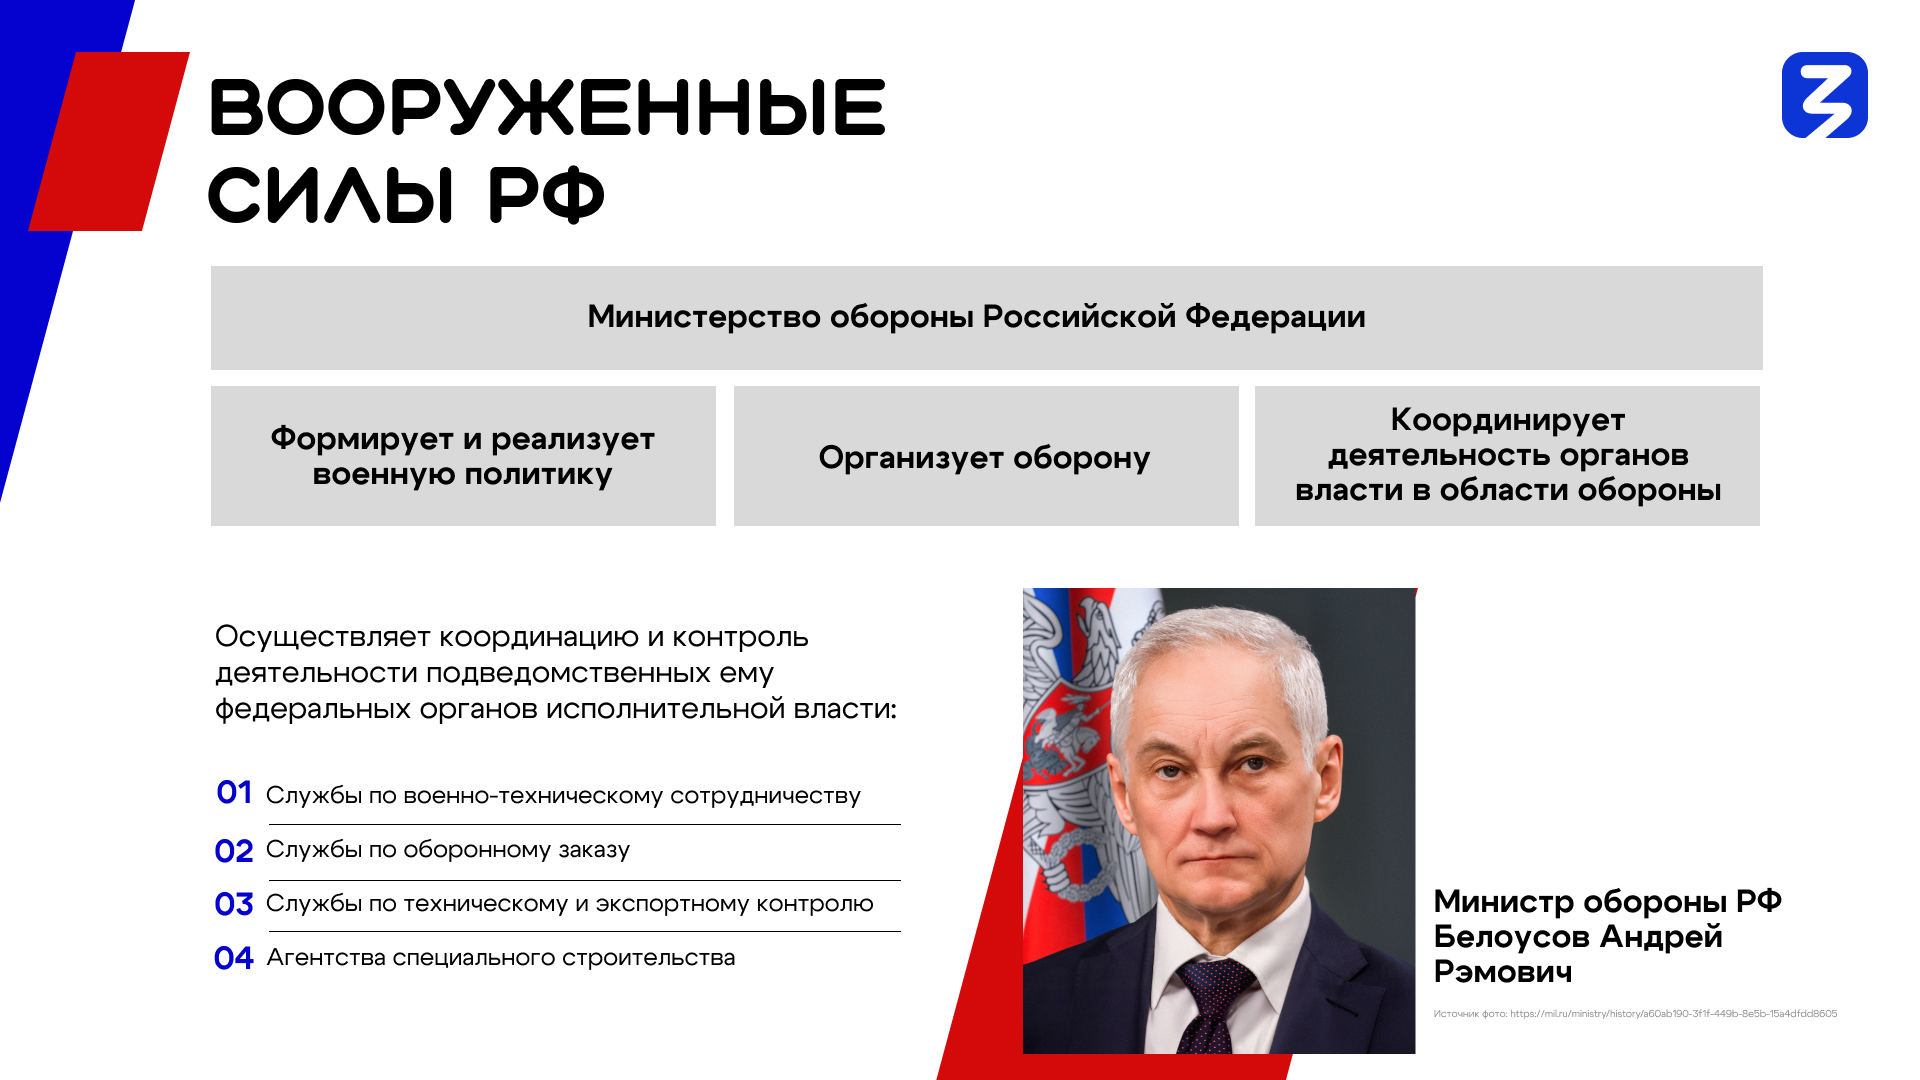 ВООРУЖЕННЫЕ
СИЛЫ РФ
Министерство обороны Российской Федерации
Формирует и реализует
военную политику
Организует оборону
Координирует
деятельность органов
власти в области обороны
Осуществляет координацию и контроль
деятельности подведомственных ему
федеральных органов исполнительной власти:
01 Службы по военно-техническому сотрудничеству
02 Службы по оборонному заказу
03 Службы по техническому и экспортному контролю
04 Агентства специального строительства
Министр обороны РФ
Белоусов Андрей
Рэмович
Источник фото: https://mil.ru/ministry/history/a60ab190-3f1f-449b-8e5b-15a4dfdd8605